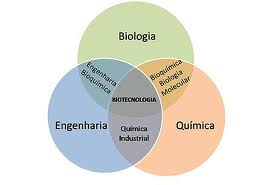 Biologia
Engenharia
Bioquímica
Bioquímica
Biologia
Molecular
BIOTECNOLOGIA
Engenharia
Química
Industrial
Química